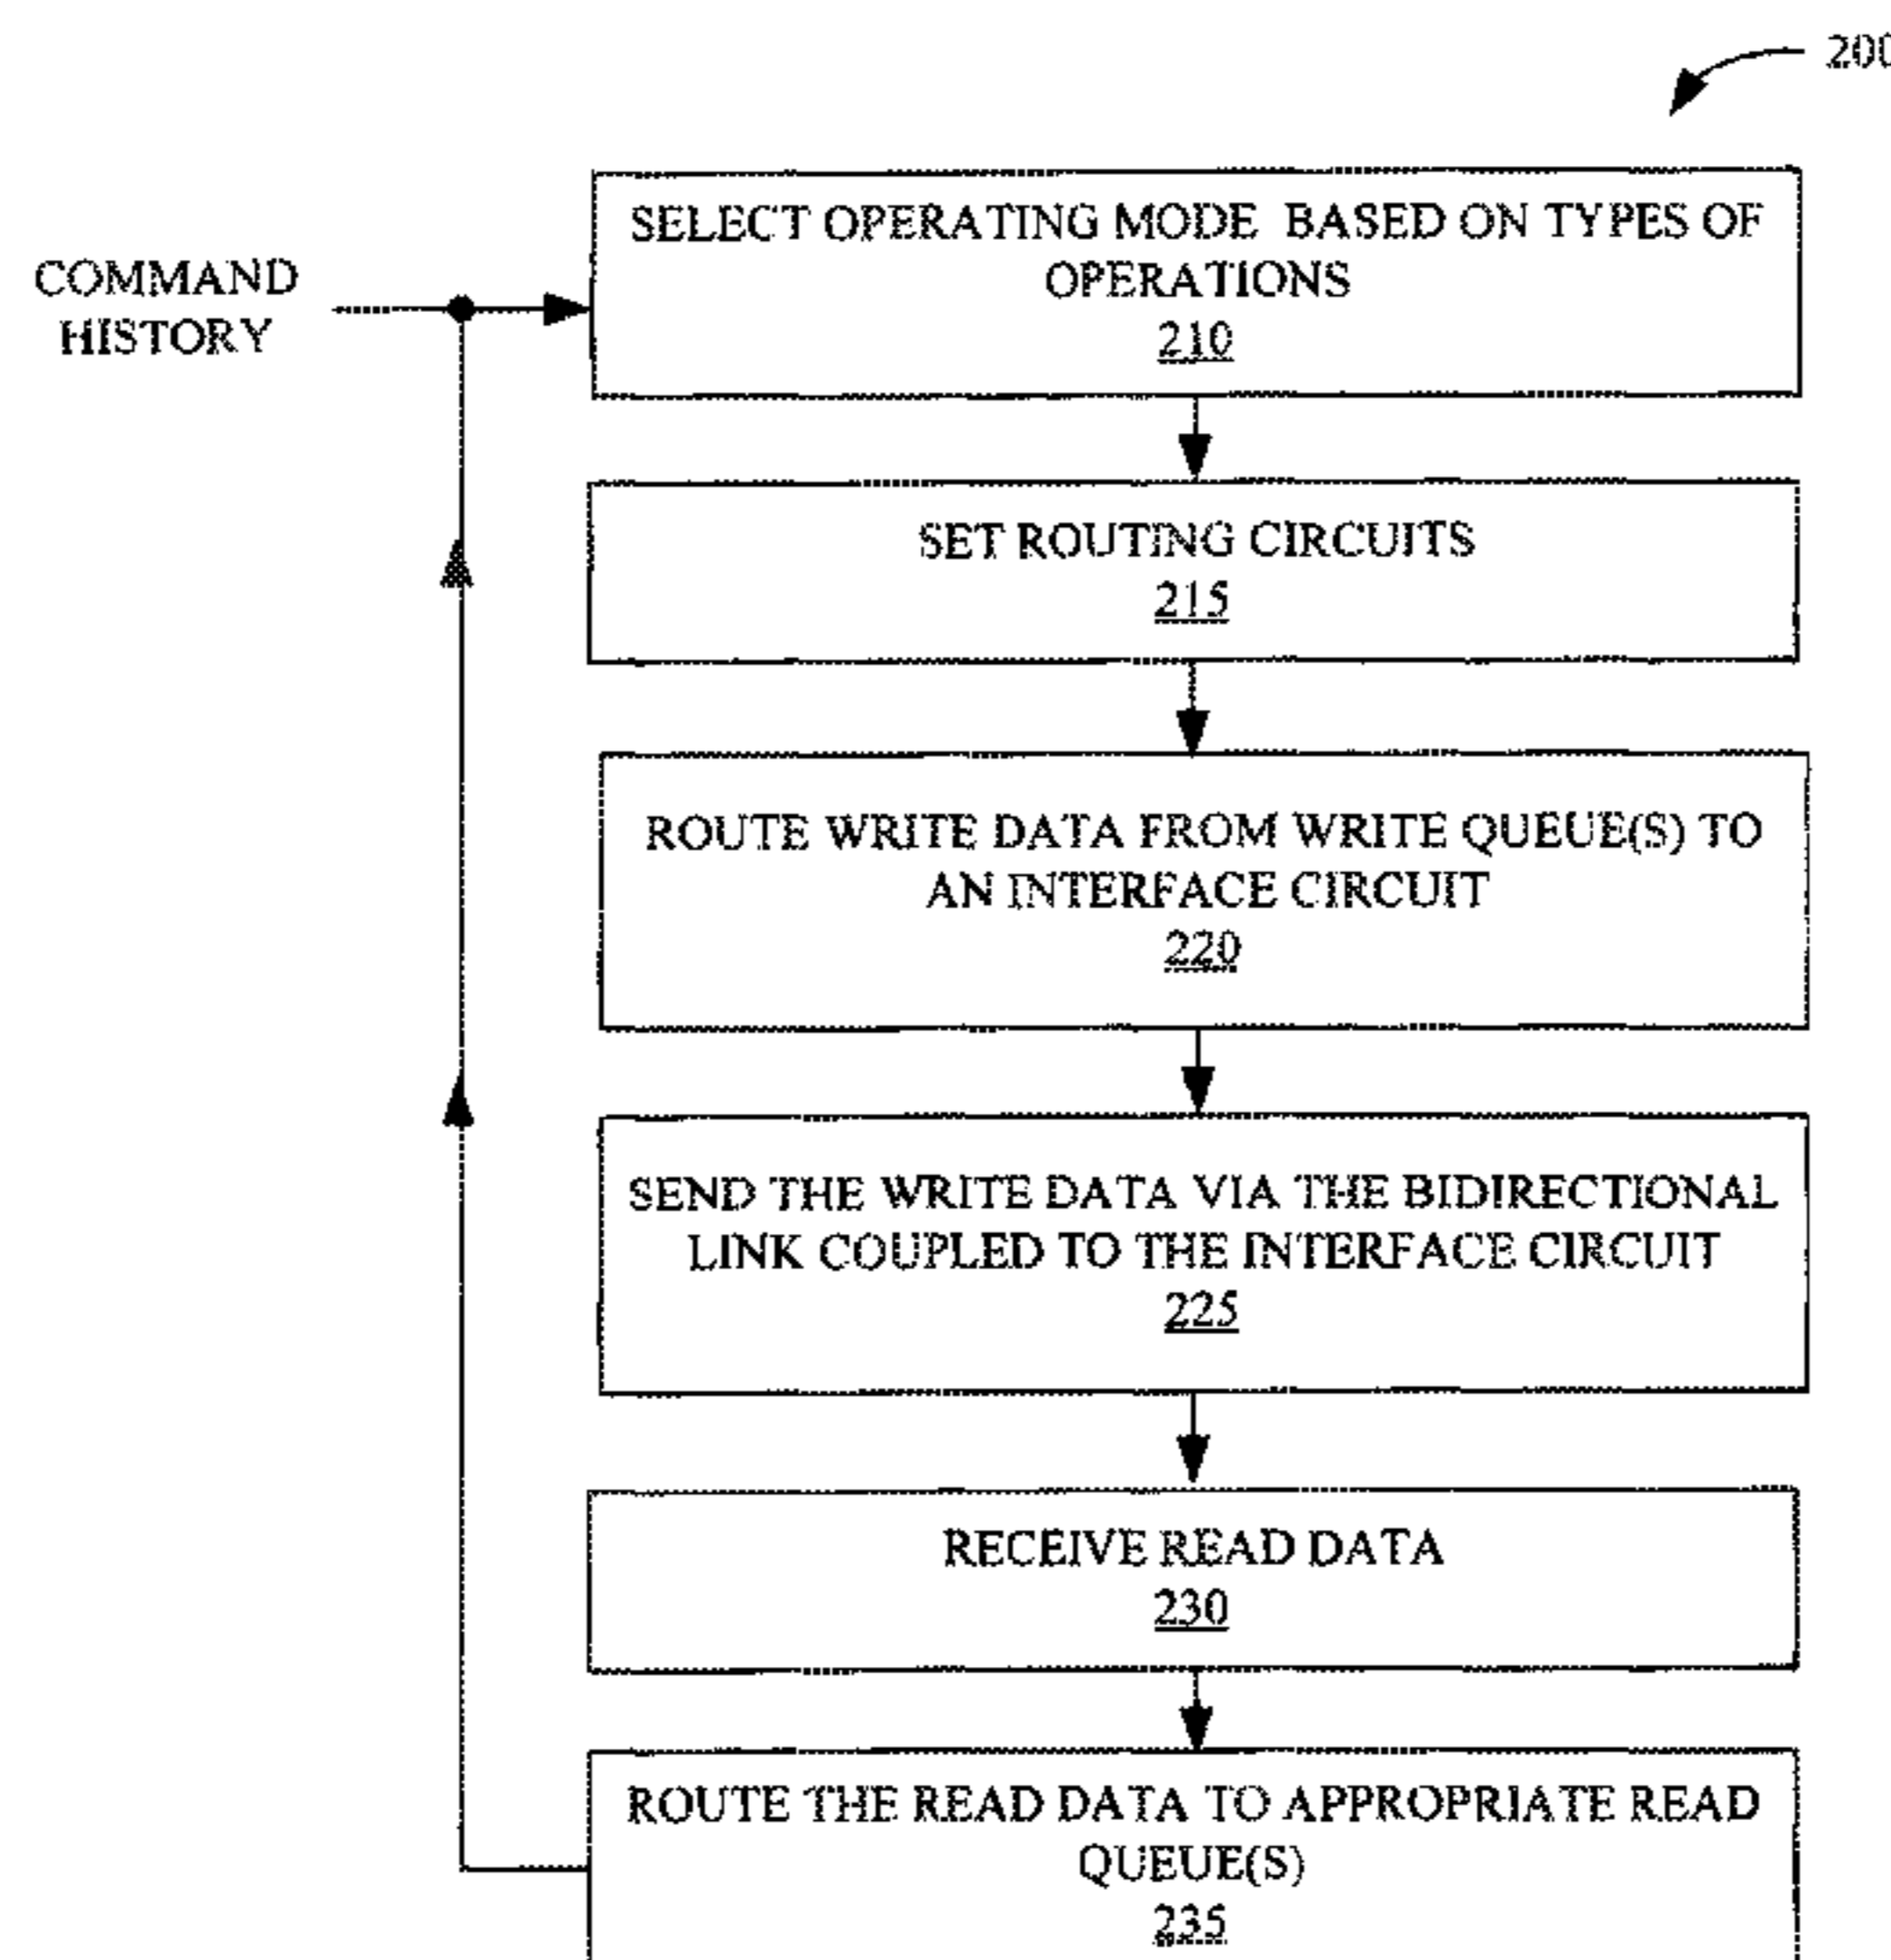 200
COMMAND
HISTORY
SELECT OPERATING MODE BASED ON TYPES OF
OPERATIONS
210
SET ROUTING CIRCUITS
215
ROUTE WRITE DATA FROM WRITE QUEUE(S) TO
AN INTERFACE CIRCUIT
220
SEND THE WRITE DATA VIA THE BIDIRECTIONAL
LINK COUPLED TO THE INTERFACE CIRCUIT
225
RECEIVE READ DATA
230
ROUTE THE READ DATA TO APPROPRIATE READ
QUEUE(S)
235